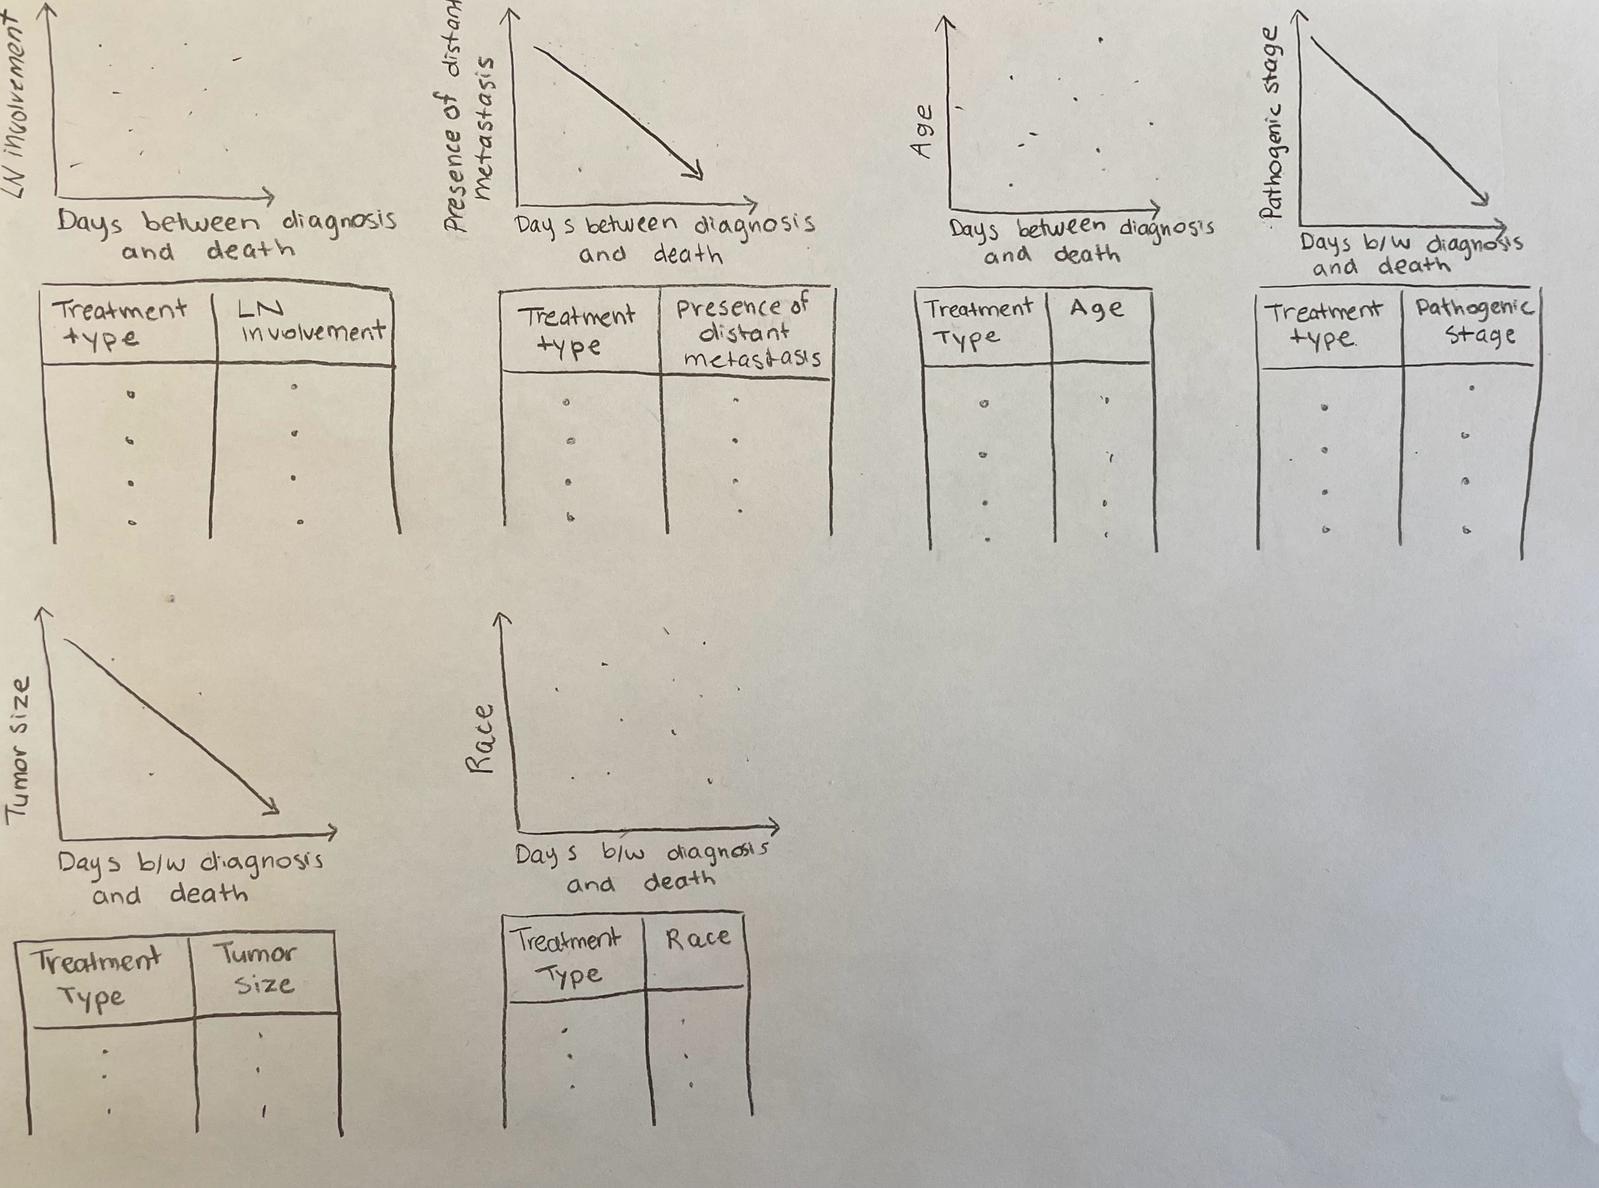 LN involvement
Days between diagnosis
and death
Presence of distant
metastasis
Days between diagnosis
and death
Age
Days between diagnosis
and death
Pathogenic stage
Days b/w diagnosis
and death
Treatment
type
LN
involvement
Treatment
type
Presence of
distant
metastasis
Treatment
Type
Age
Treatment
type
Pathogenic
stage
Tumor size
Days b/w diagnosis
and death
Race
Days b/w diagnosis
and death
Treatment
Type
Tumor
size
Treatment
Type
Race